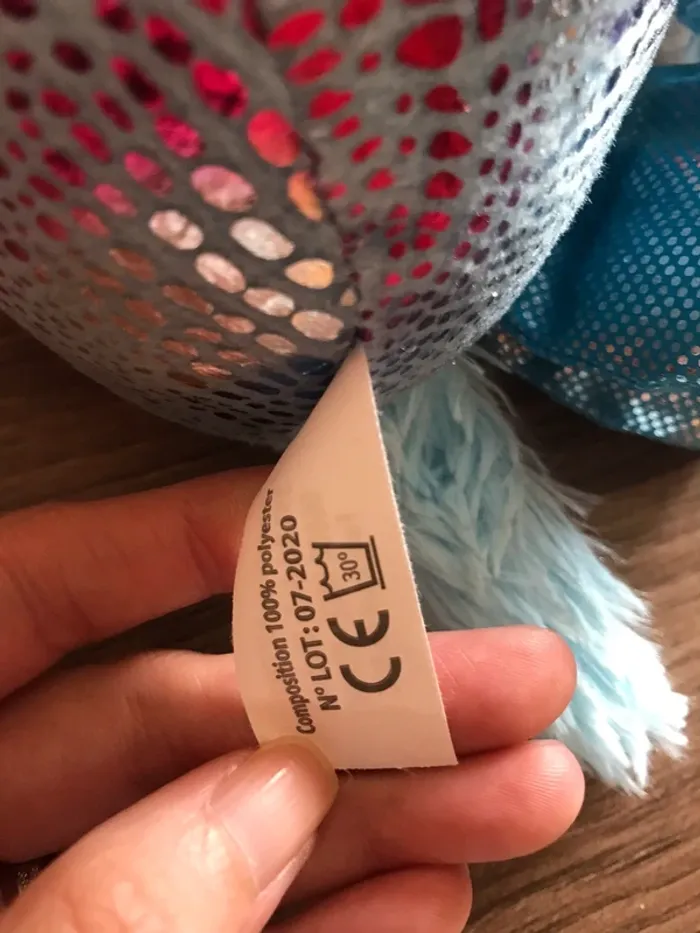 Composition 100% polyester
N° LOT: 07-2020
30°
CE